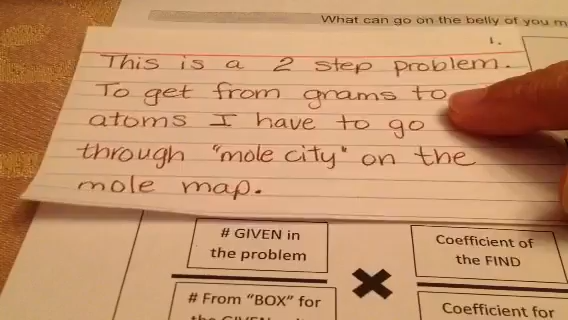 What can go on the belly of you m
1.
This is a 2 step problem.
To get from grams to
atoms I have to go
through "mole city" on the
mole map.
# GIVEN in
the problem
Coefficient of
the FIND
# From "BOX" for
Coefficient for